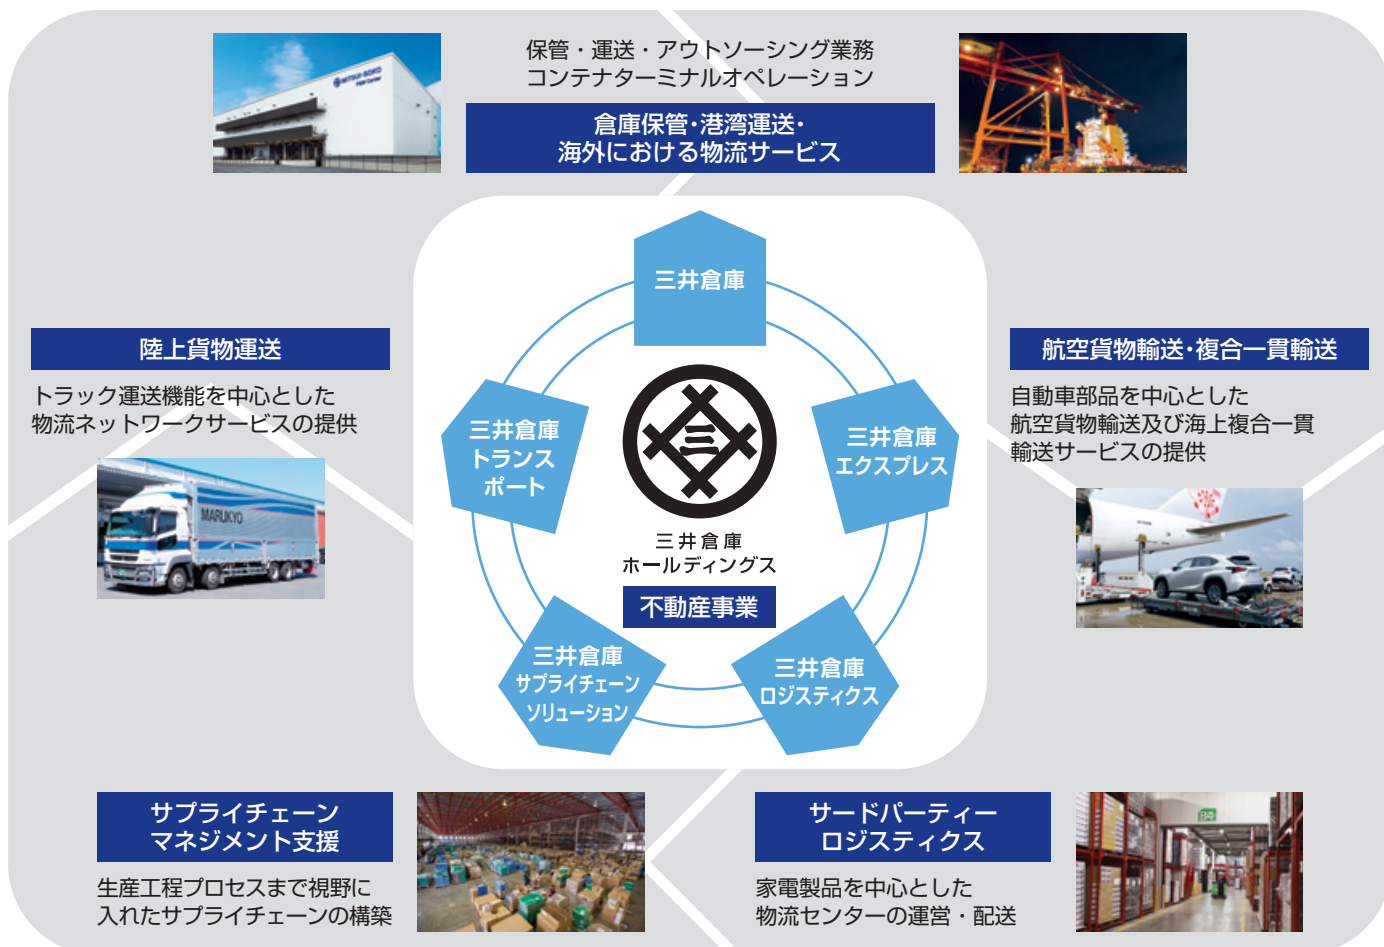 保管・運送・アウトソーシング業務
コンテナターミナルオペレーション
倉庫保管・港湾運送・
海外における物流サービス
MITSUI-SOKO
三井倉庫
陸上貨物運送
トラック運送機能を中心とした
物流ネットワークサービスの提供
MARUKYO
航空貨物輸送・複合一貫輸送
自動車部品を中心とした
航空貨物輸送及び海上複合一貫
輸送サービスの提供
三井倉庫
トランス
ポート
三
三井倉庫
エクスプレス
三井倉庫
ホールディングス
不動産事業
三井倉庫
サプライチェーン
ソリューション
三井倉庫
ロジスティクス
サプライチェーン
マネジメント支援
生産工程プロセスまで視野に
入れたサプライチェーンの構築
サードパーティー
ロジスティクス
家電製品を中心とした
物流センターの運営・配送